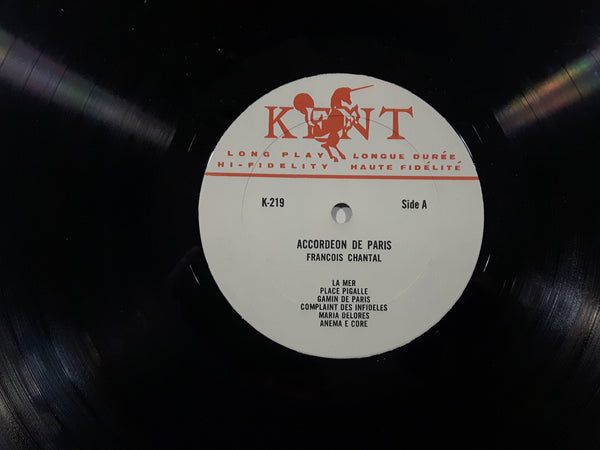 KENT
LONG PLAY LONGUE DURÉE
HI-FIDELITY HAUTE FIDÉLITÉ
K-219 Side A
ACCORDEON DE PARIS
FRANCOIS CHANTAL
LA MER
PLACE PIGALLE
GAMIN DE PARIS
COMPLAINT DES INFIDELES
MARIA DELORES
ANEMA E CORE